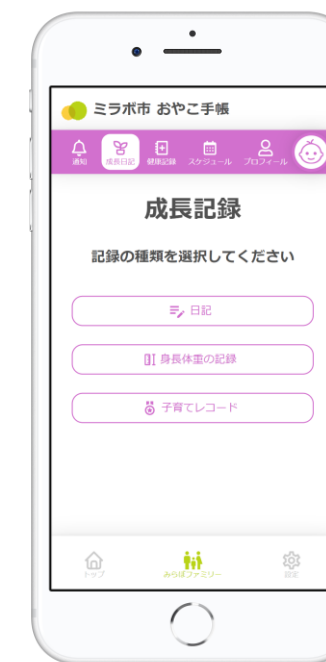 ミラボ市 おやこ手帳
通知 成長日記 健康記録 スケジュール プロフィール
成長記録
記録の種類を選択してください
日記
身長体重の記録
子育てレコード
トップ みらぼファミリー 設定